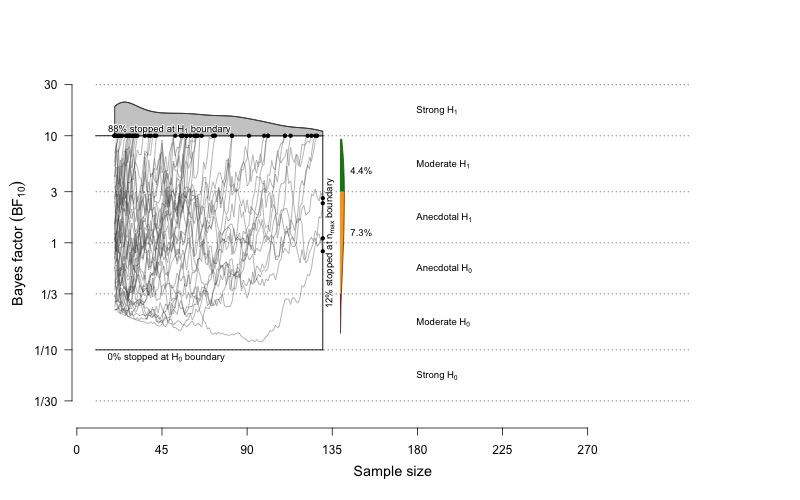 30
Strong H1
88% stopped at H1 boundary
10
Moderate H1
4.4%
3
Anecdotal H1
7.3%
1
Anecdotal H0
12% stopped at nmax boundary
1/3
Moderate H0
1/10
0% stopped at H0 boundary
Strong H0
1/30
Bayes factor (BF10)
0 45 90 135 180 225 270
Sample size